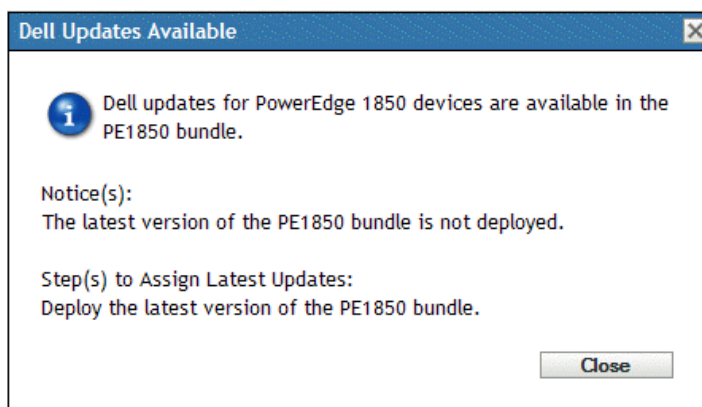 Dell Updates Available
Dell updates for PowerEdge 1850 devices are available in the
PE1850 bundle.
Notice(s):
The latest version of the PE1850 bundle is not deployed.
Step(s) to Assign Latest Updates:
Deploy the latest version of the PE1850 bundle.
Close